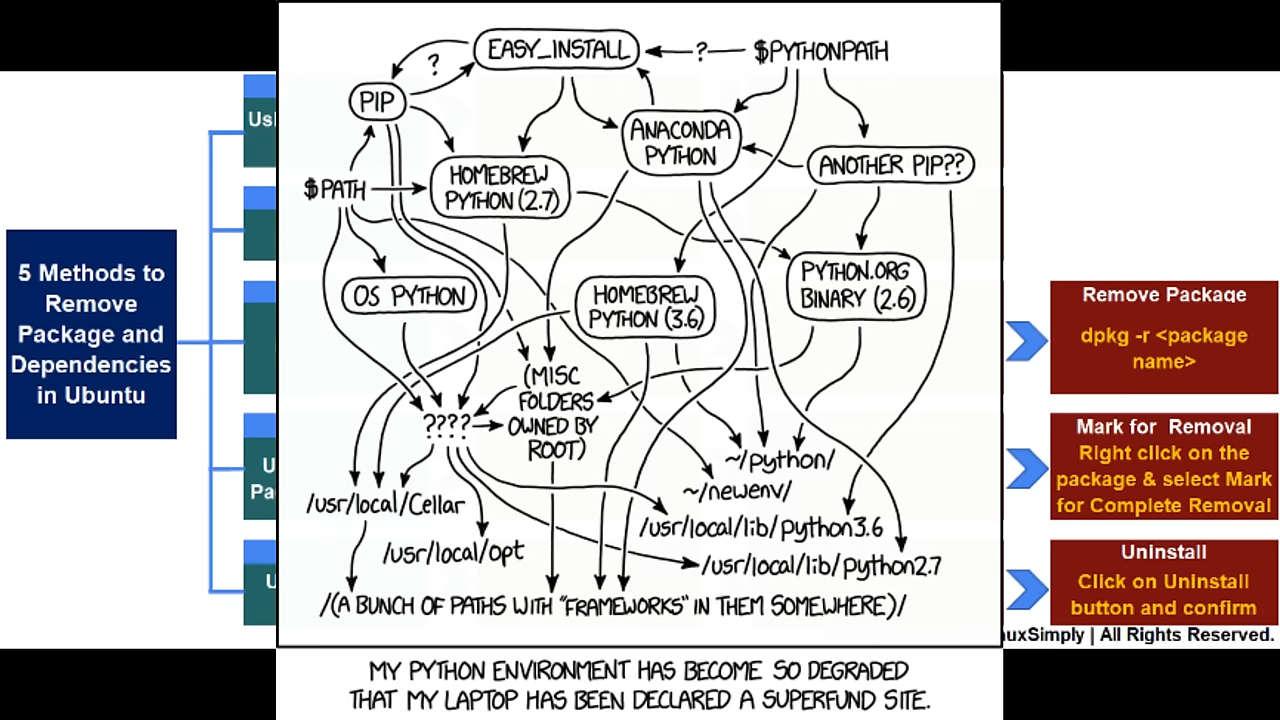 EASY_INSTALL
?
$PYTHONPATH
?
PIP
ANACONDA
PYTHON
ANOTHER PIP??
HOMEBREW
PYTHON (2.7)
$PATH
OS PYTHON
HOMEBREW
PYTHON (3.6)
PYTHON.ORG
BINARY (2.6)
(MISC
FOLDERS
OWNED BY
ROOT)
????
~/python/
~/newenv/
/usr/local/Cellar
/usr/local/lib/python3.6
/usr/local/opt
/usr/local/lib/python2.7
/(A BUNCH OF PATHS WITH "FRAMEWORKS" IN THEM SOMEWHERE)/
MY PYTHON ENVIRONMENT HAS BECOME SO DEGRADED
THAT MY LAPTOP HAS BEEN DECLARED A SUPERFUND SITE.
5 Methods to
Remove
Package and
Dependencies
in Ubuntu
Remove Package
dpkg -r <package
name>
Mark for Removal
Right click on the
package & select Mark
for Complete Removal
Uninstall
Click on Uninstall
button and confirm
| All Rights Reserved.